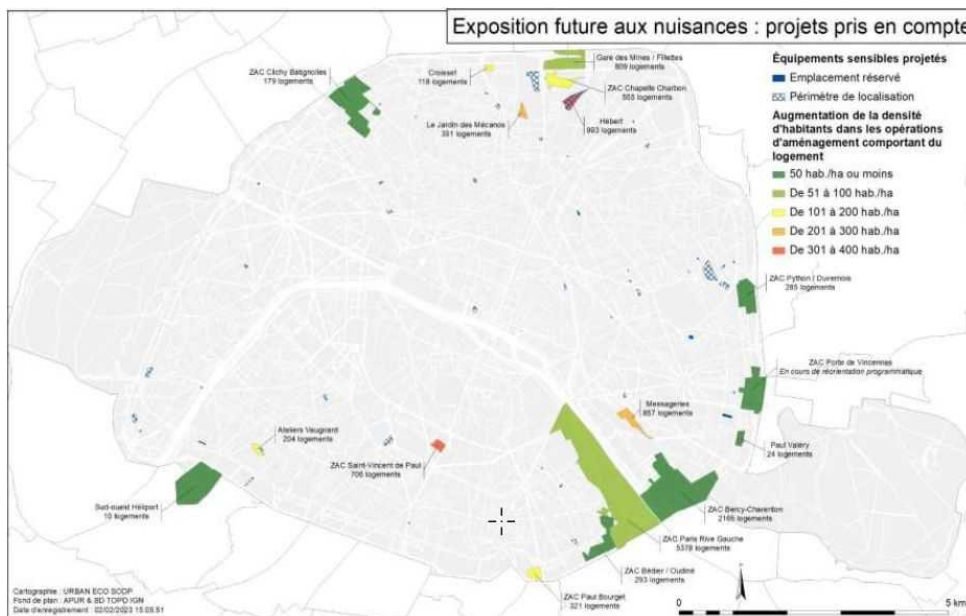 Exposition future aux nuisances : projets pris en compte
Équipements sensibles projetés
Emplacement réservé
Périmètre de localisation
Augmentation de la densité
d'habitants dans les opérations
d'aménagement comportant du
logement
50 hab./ha ou moins
De 51 à 100 hab./ha
De 101 à 200 hab./ha
De 201 à 300 hab./ha
De 301 à 400 hab./ha
ZAC Clichy Batignolles
179 logements
Croisset
118 logements
Gare des Mines / Fillettes
809 logements
ZAC Chapelle Charbon
logements
Le Jardin des Mécanos
logements
Hébert
993 logements
ZAC Python / Duvernois
logements
ZAC Porte de Vincennes
En cours de réorientation programmatique
Messageries
857 logements
Paul Valéry
24 logements
Ateliers Vaugirard
204 logements
ZAC Saint-Vincent de Paul
706 logements
Sud-ouest Héliport
10 logements
ZAC Bercy-Charenton
logements
ZAC Paris Rive Gauche
5378 logements
ZAC Bédier / Oudiné
293 logements
ZAC Paul Bourget
321 logements
Cartographie : URBAN ECO SCOP
Fond de plan : APUR & BD TOPO IGN
Date d'enregistrement : 02/02/2023 15:09:51
0
5 km